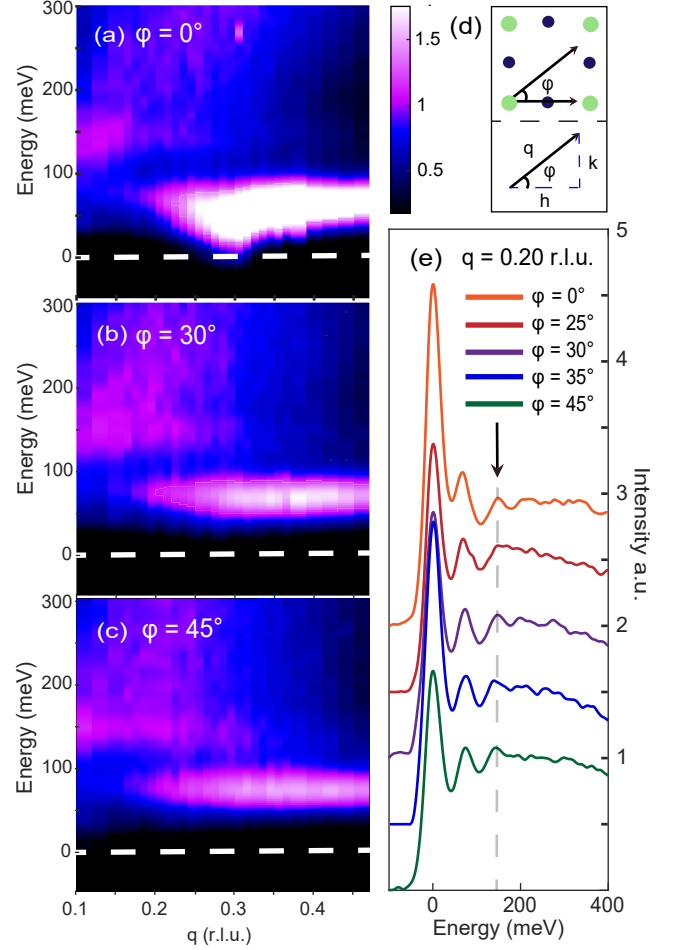 (a) φ = 0°
300
200
100
0
Energy (meV)
(b) φ = 30°
300
200
100
0
Energy (meV)
(c) φ = 45°
300
200
100
0
Energy (meV)
0.1 0.2 0.3 0.4
q (r.l.u.)
1.5
1
0.5
(d)
φ
q
φ
k
h
(e) q = 0.20 r.l.u.
φ = 0°
φ = 25°
φ = 30°
φ = 35°
φ = 45°
5
4
3
2
1
Intensity a.u.
0 200 400
Energy (meV)